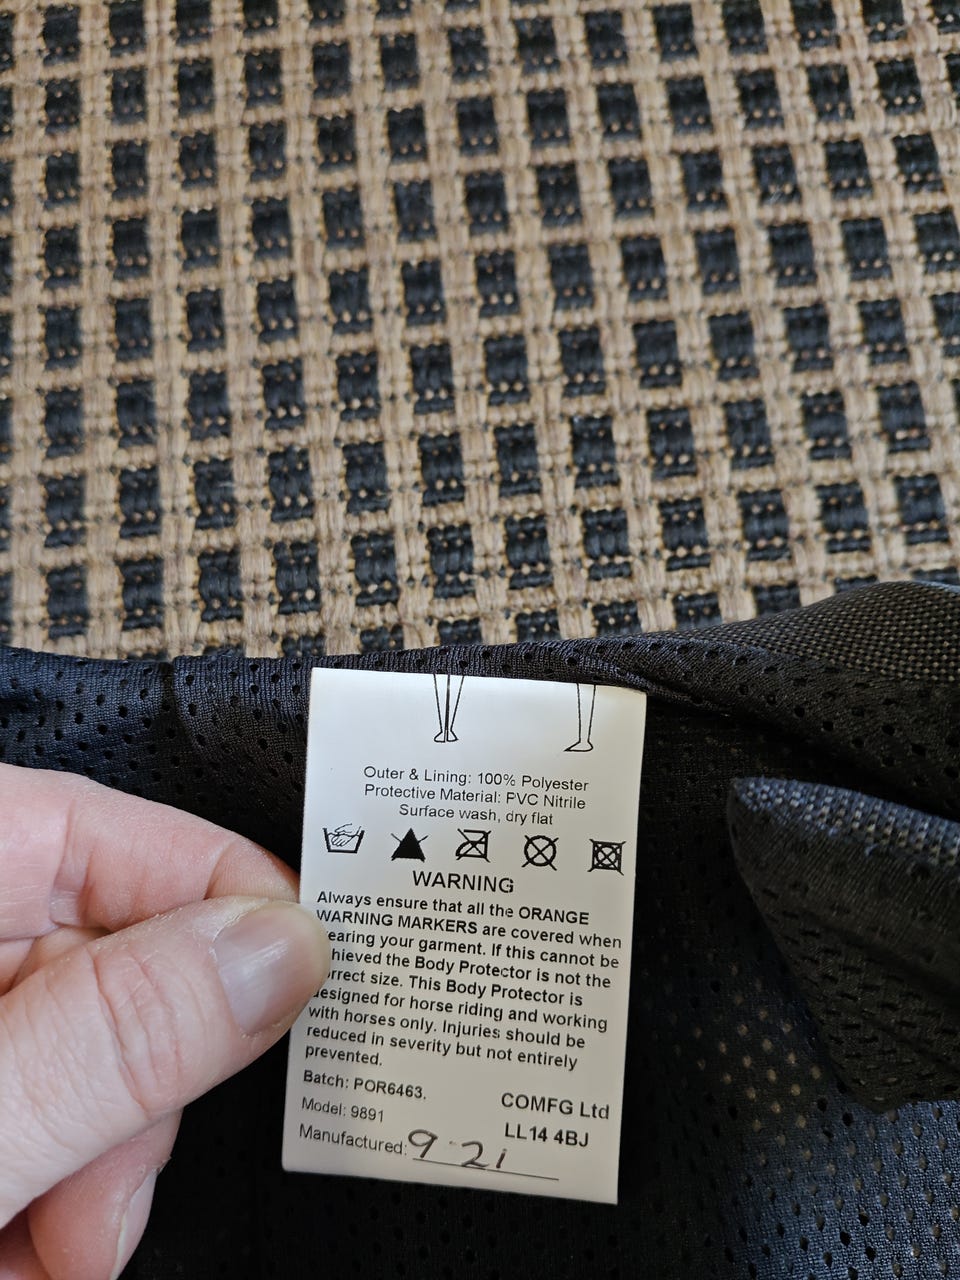 Outer & Lining: 100% Polyester
Protective Material: PVC Nitrile
Surface wash, dry flat
WARNING
Always ensure that all the ORANGE
WARNING MARKERS are covered when
earing your garment. If this cannot be
chieved the Body Protector is not the
orrect size. This Body Protector is
designed for horse riding and working
with horses only. Injuries should be
reduced in severity but not entirely
prevented.
Batch: POR6463.
Model: 9891
Manufactured: 9 21
COMFG Ltd
LL14 4BJ